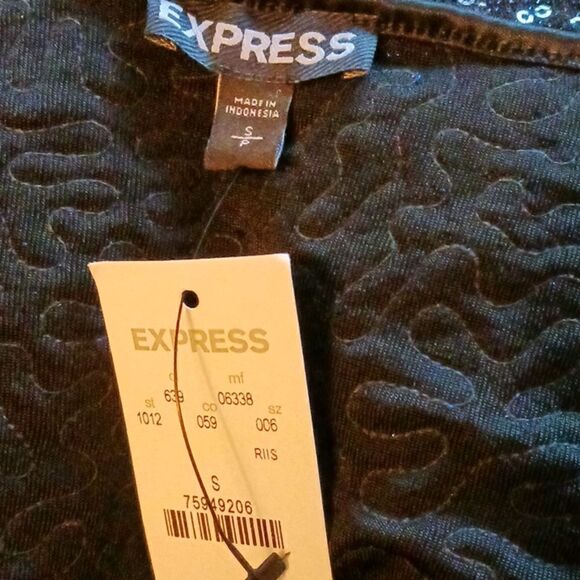 EXPRESS
MADE IN
INDONESIA
S
P
EXPRESS
mf
639 06338
st co sz
1012 059 006
RIIS
S
75949206